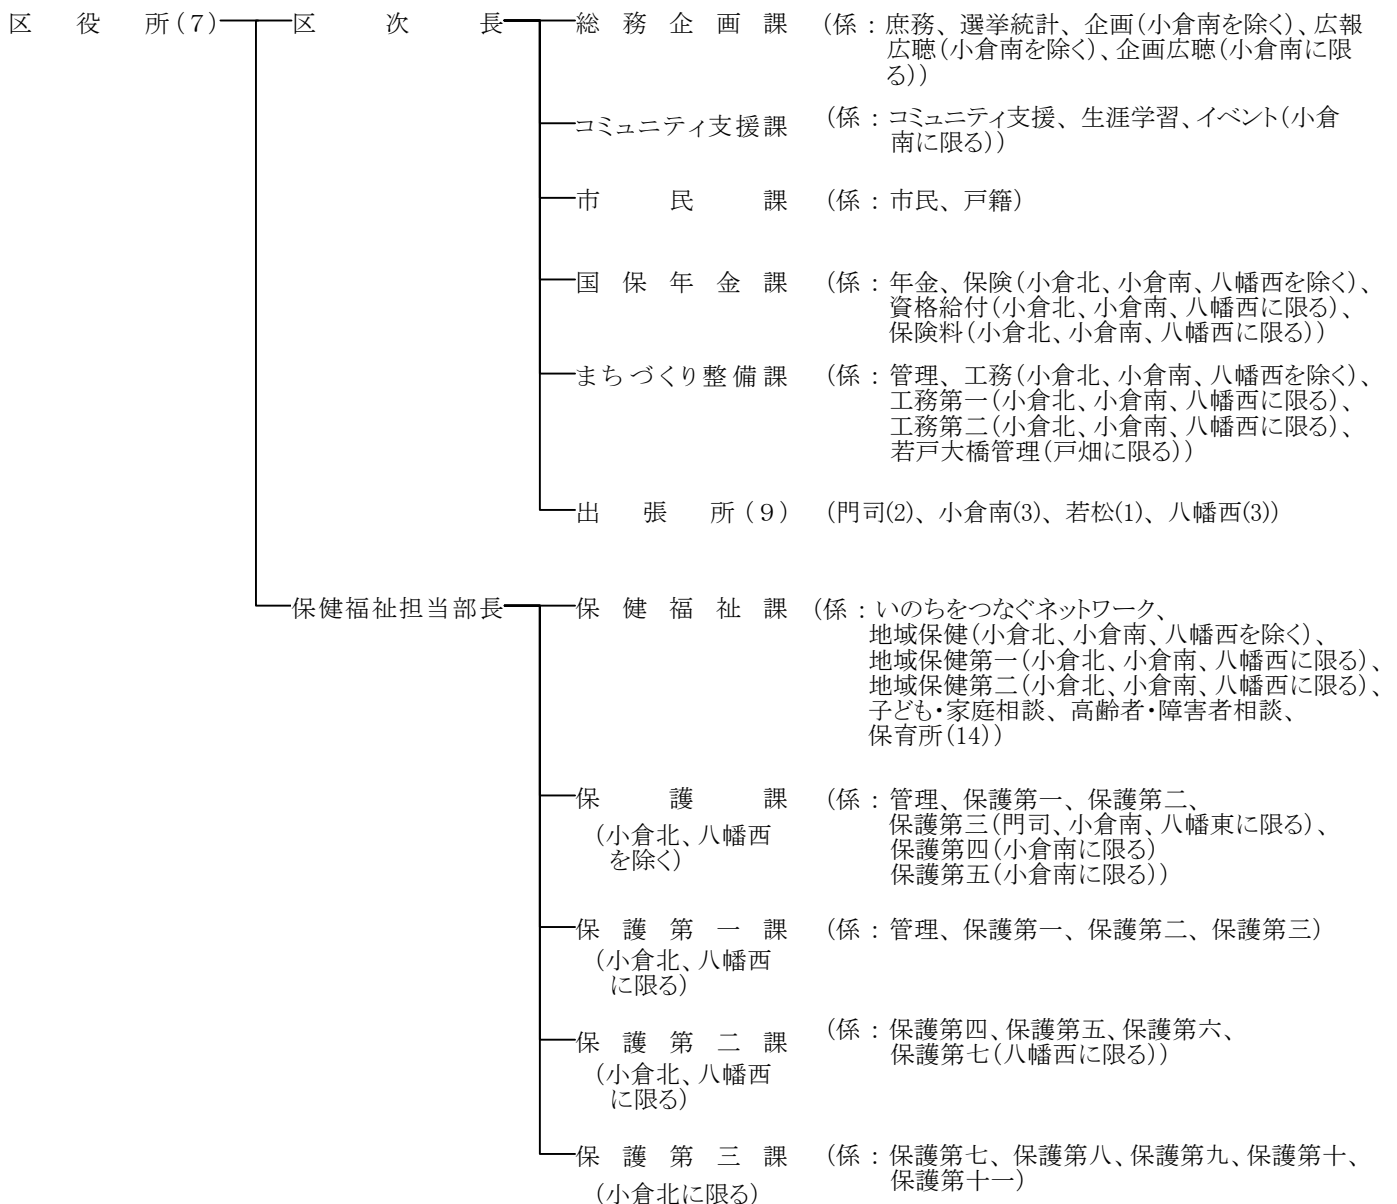 区役所(7) 区次長 総務企画課 (係：庶務、選挙統計、企画(小倉南を除く)、広報
広聴(小倉南を除く)、企画広聴(小倉南に限
る))
コミュニティ支援課 (係：コミュニティ支援、生涯学習、イベント(小倉
南に限る))
市民課 (係：市民、戸籍)
国保年金課 (係：年金、保険(小倉北、小倉南、八幡西を除く)、
資格給付(小倉北、小倉南、八幡西に限る)、
保険料(小倉北、小倉南、八幡西に限る))
まちづくり整備課 (係：管理、工務(小倉北、小倉南、八幡西を除く)、
工務第一(小倉北、小倉南、八幡西に限る)、
工務第二(小倉北、小倉南、八幡西に限る)、
若戸大橋管理(戸畑に限る))
出張所(9) (門司(2)、小倉南(3)、若松(1)、八幡西(3))
保健福祉担当部長 保健福祉課 (係：いのちをつなぐネットワーク、
地域保健(小倉北、小倉南、八幡西を除く)、
地域保健第一(小倉北、小倉南、八幡西に限る)、
地域保健第二(小倉北、小倉南、八幡西に限る)、
子ども・家庭相談、高齢者・障害者相談、
保育所(14))
保護課 (係：管理、保護第一、保護第二、
(小倉北、八幡西 保護第三(門司、小倉南、八幡東に限る)、
を除く) 保護第四(小倉南に限る)
保護第五(小倉南に限る))
保護第一課 (係：管理、保護第一、保護第二、保護第三)
(小倉北、八幡西
に限る)
保護第二課 (係：保護第四、保護第五、保護第六、
(小倉北、八幡西 保護第七(八幡西に限る))
に限る)
保護第三課 (係：保護第七、保護第八、保護第九、保護第十、
(小倉北に限る) 保護第十一)